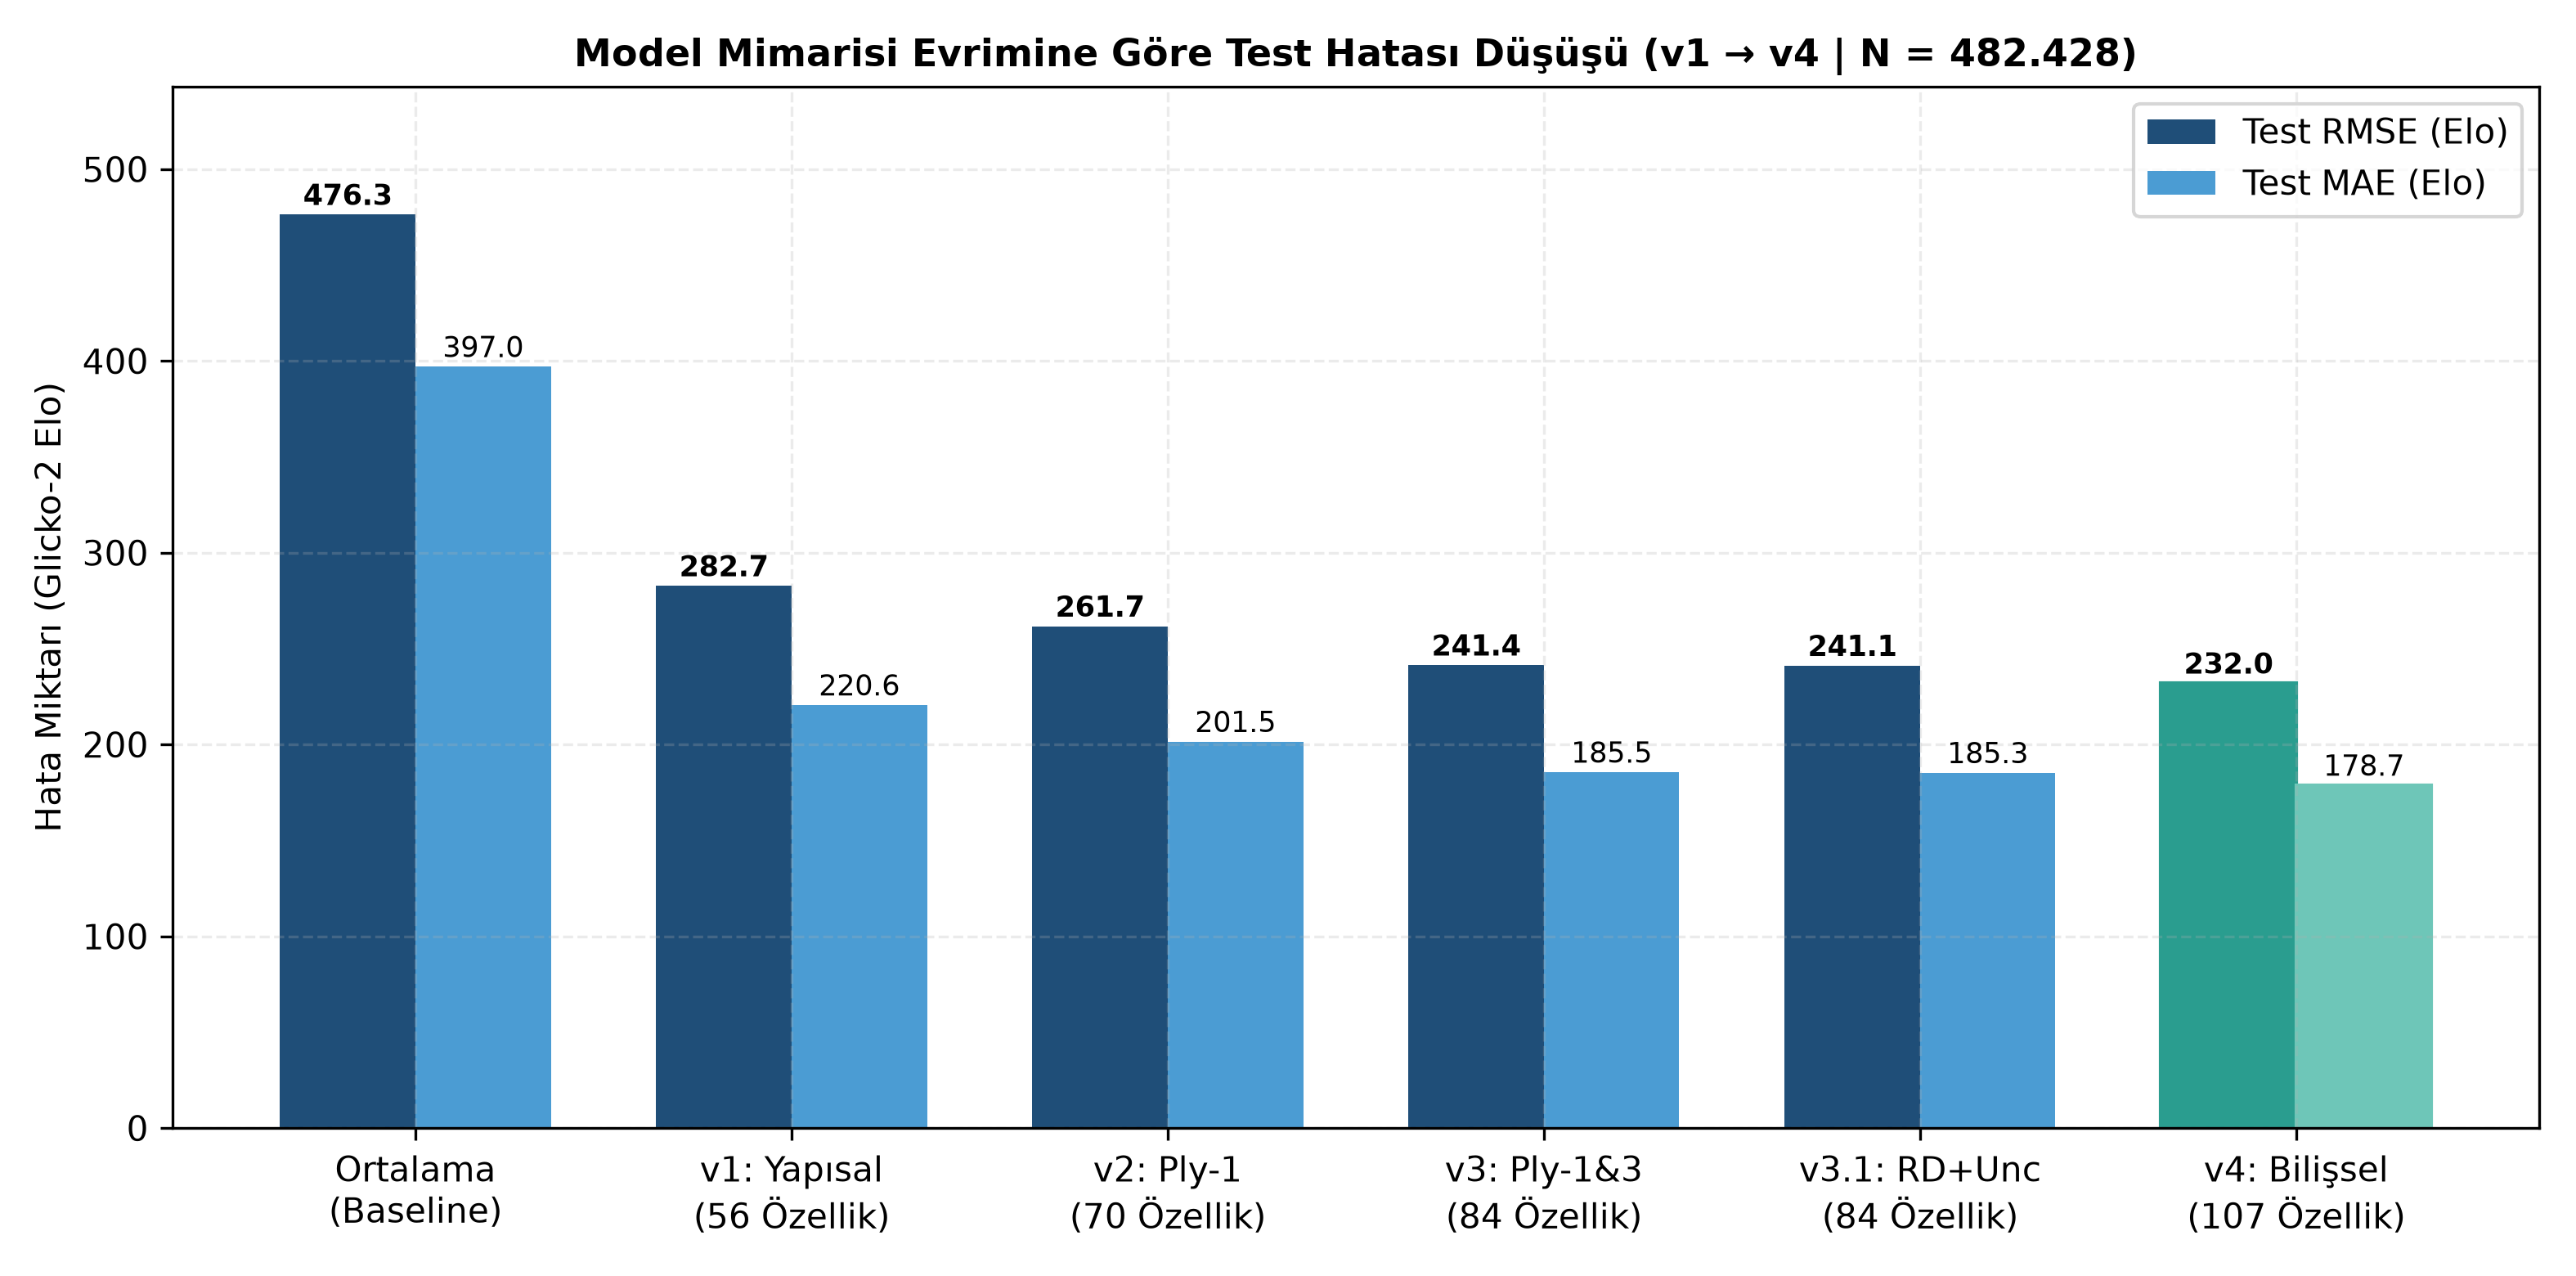 Model Mimarisi Evrimine Göre Test Hatası Düşüşü (v1 → v4 | N = 482.428)
Test RMSE (Elo)
Test MAE (Elo)
Hata Miktarı (Glicko-2 Elo)
500
400
300
200
100
0
476.3
397.0
282.7
220.6
261.7
201.5
241.4
185.5
241.1
185.3
232.0
178.7
Ortalama
(Baseline)
v1: Yapısal
(56 Özellik)
v2: Ply-1
(70 Özellik)
v3: Ply-1&3
(84 Özellik)
v3.1: RD+Unc
(84 Özellik)
v4: Bilişsel
(107 Özellik)